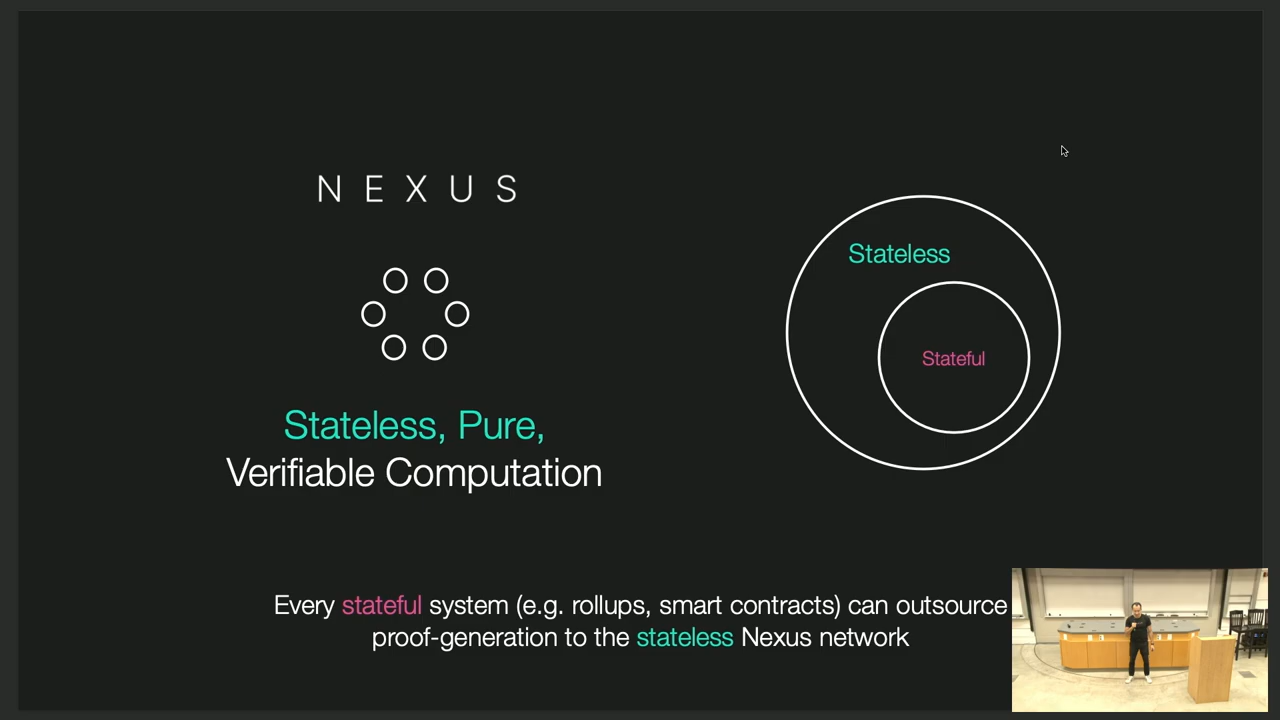 NEXUS
Stateless, Pure,
Verifiable Computation
Stateless
Stateful
Every stateful system (e.g. rollups, smart contracts) can outsource
proof-generation to the stateless Nexus network